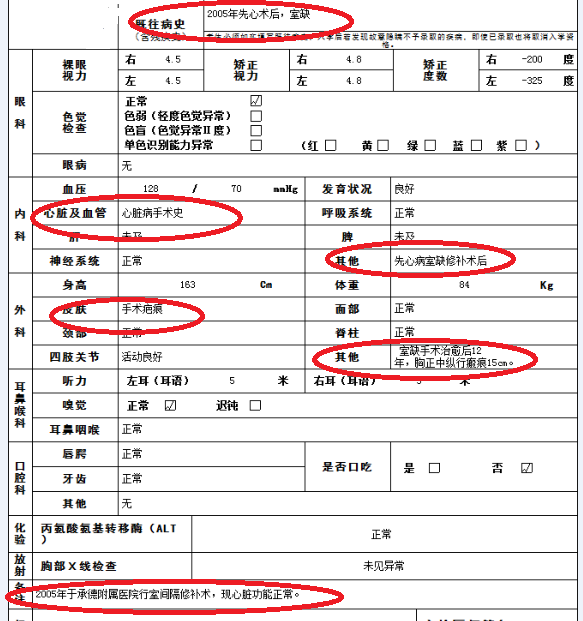 既往病史
(含残疾史)
2005年先心术后，室缺
格。
眼科
裸眼视力 右 4.5 矫正视力 右 4.8 矫正度数 右 -200 度
左 4.5 左 4.8 左 -325 度
色觉检查
正常 ☑
色弱（轻度色觉异常） □
色盲（色觉异常Ⅱ度） □
单色识别能力异常 □ （红 □ 黄 □ 绿 □ 蓝 □ 紫 □ ）
眼病 无
内科
血压 128 / 70 mmHg 发育状况 良好
心脏及血管 心脏病手术史 呼吸系统 正常
肝 未及 脾 未及
神经系统 正常 其他 先心病室缺修补术后
外科
身高 163 Cm 体重 84 Kg
皮肤 手术疤痕 面部 正常
颈部 正常 脊柱 正常
四肢关节 活动良好 其他 室缺手术治愈后12
年，胸正中纵行瘢痕15cm。
耳鼻喉科
听力 左耳（耳语） 5 米 右耳（耳语） 5 米
嗅觉 正常 ☑ 迟钝 □
耳鼻咽喉 正常
口腔科
唇腭 正常 是否口吃 是 □ 否 ☑
牙齿 正常
其他 无
化验 丙氨酸氨基转移酶（ALT） 正常
放射 胸部X线检查 未见异常
备注 2005年于承德附属医院行室间隔修补术，现心脏功能正常。